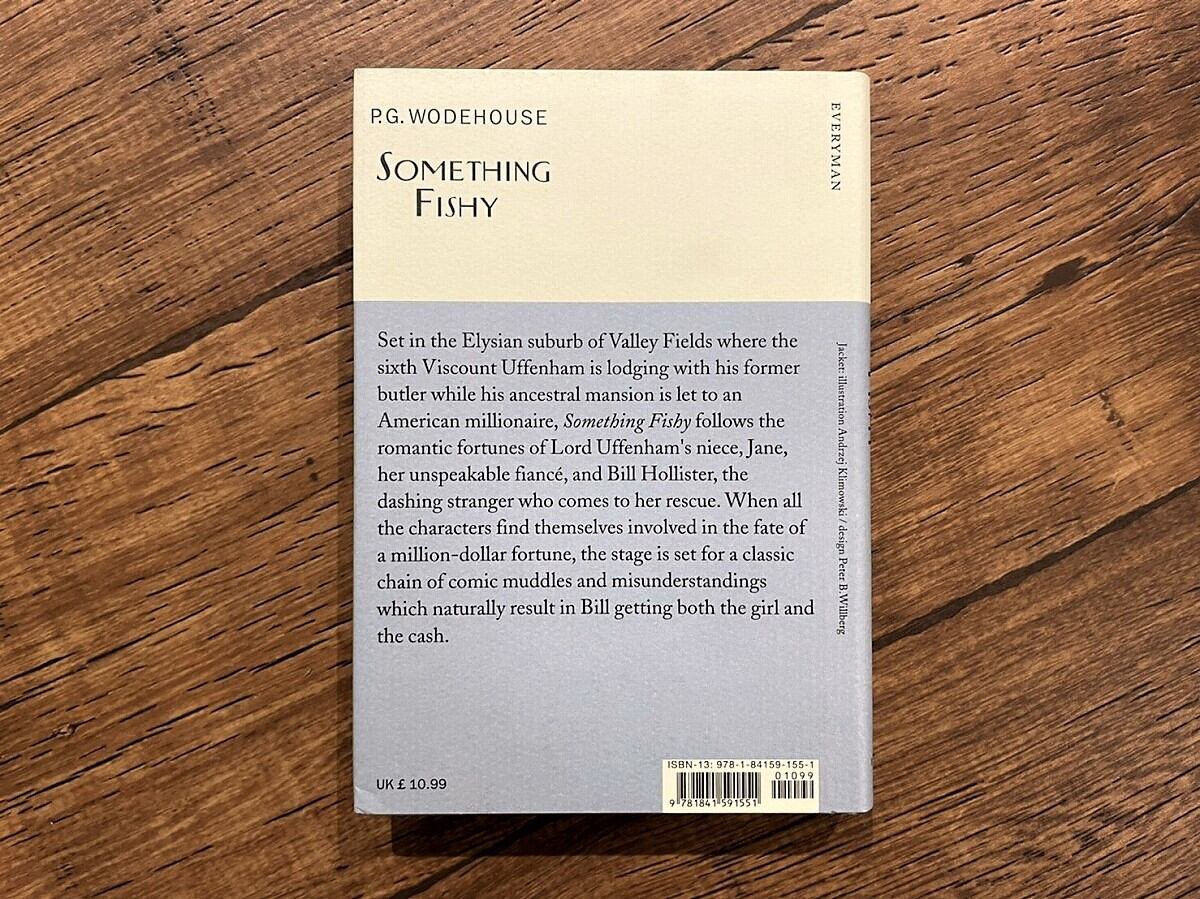 P.G. WODEHOUSE
SOMETHING
FISHY
EVERYMAN
Set in the Elysian suburb of Valley Fields where the
sixth Viscount Uffenham is lodging with his former
butler while his ancestral mansion is let to an
American millionaire, Something Fishy follows the
romantic fortunes of Lord Uffenham's niece, Jane,
her unspeakable fiancé, and Bill Hollister, the
dashing stranger who comes to her rescue. When all
the characters find themselves involved in the fate of
a million-dollar fortune, the stage is set for a classic
chain of comic muddles and misunderstandings
which naturally result in Bill getting both the girl and
the cash.
Jacket: illustration Andrzej Klimowski / design Peter B.Willberg
UK £ 10.99
ISBN-13: 978-1-84159-155-1
01099
9 781841 591551